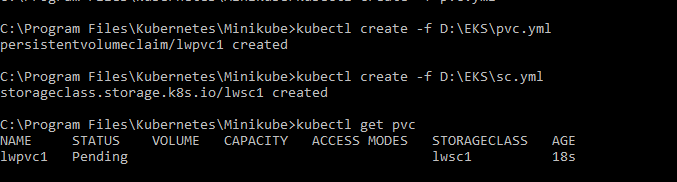 C:\Program Files\Kubernetes\Minikube>kubectl create -f D:\EKS\pvc.yml
persistentvolumeclaim/lwpvc1 created
C:\Program Files\Kubernetes\Minikube>kubectl create -f D:\EKS\sc.yml
storageclass.storage.k8s.io/lwsc1 created
C:\Program Files\Kubernetes\Minikube>kubectl get pvc
NAME STATUS VOLUME CAPACITY ACCESS MODES STORAGECLASS AGE
lwpvc1 Pending lwsc1 18s